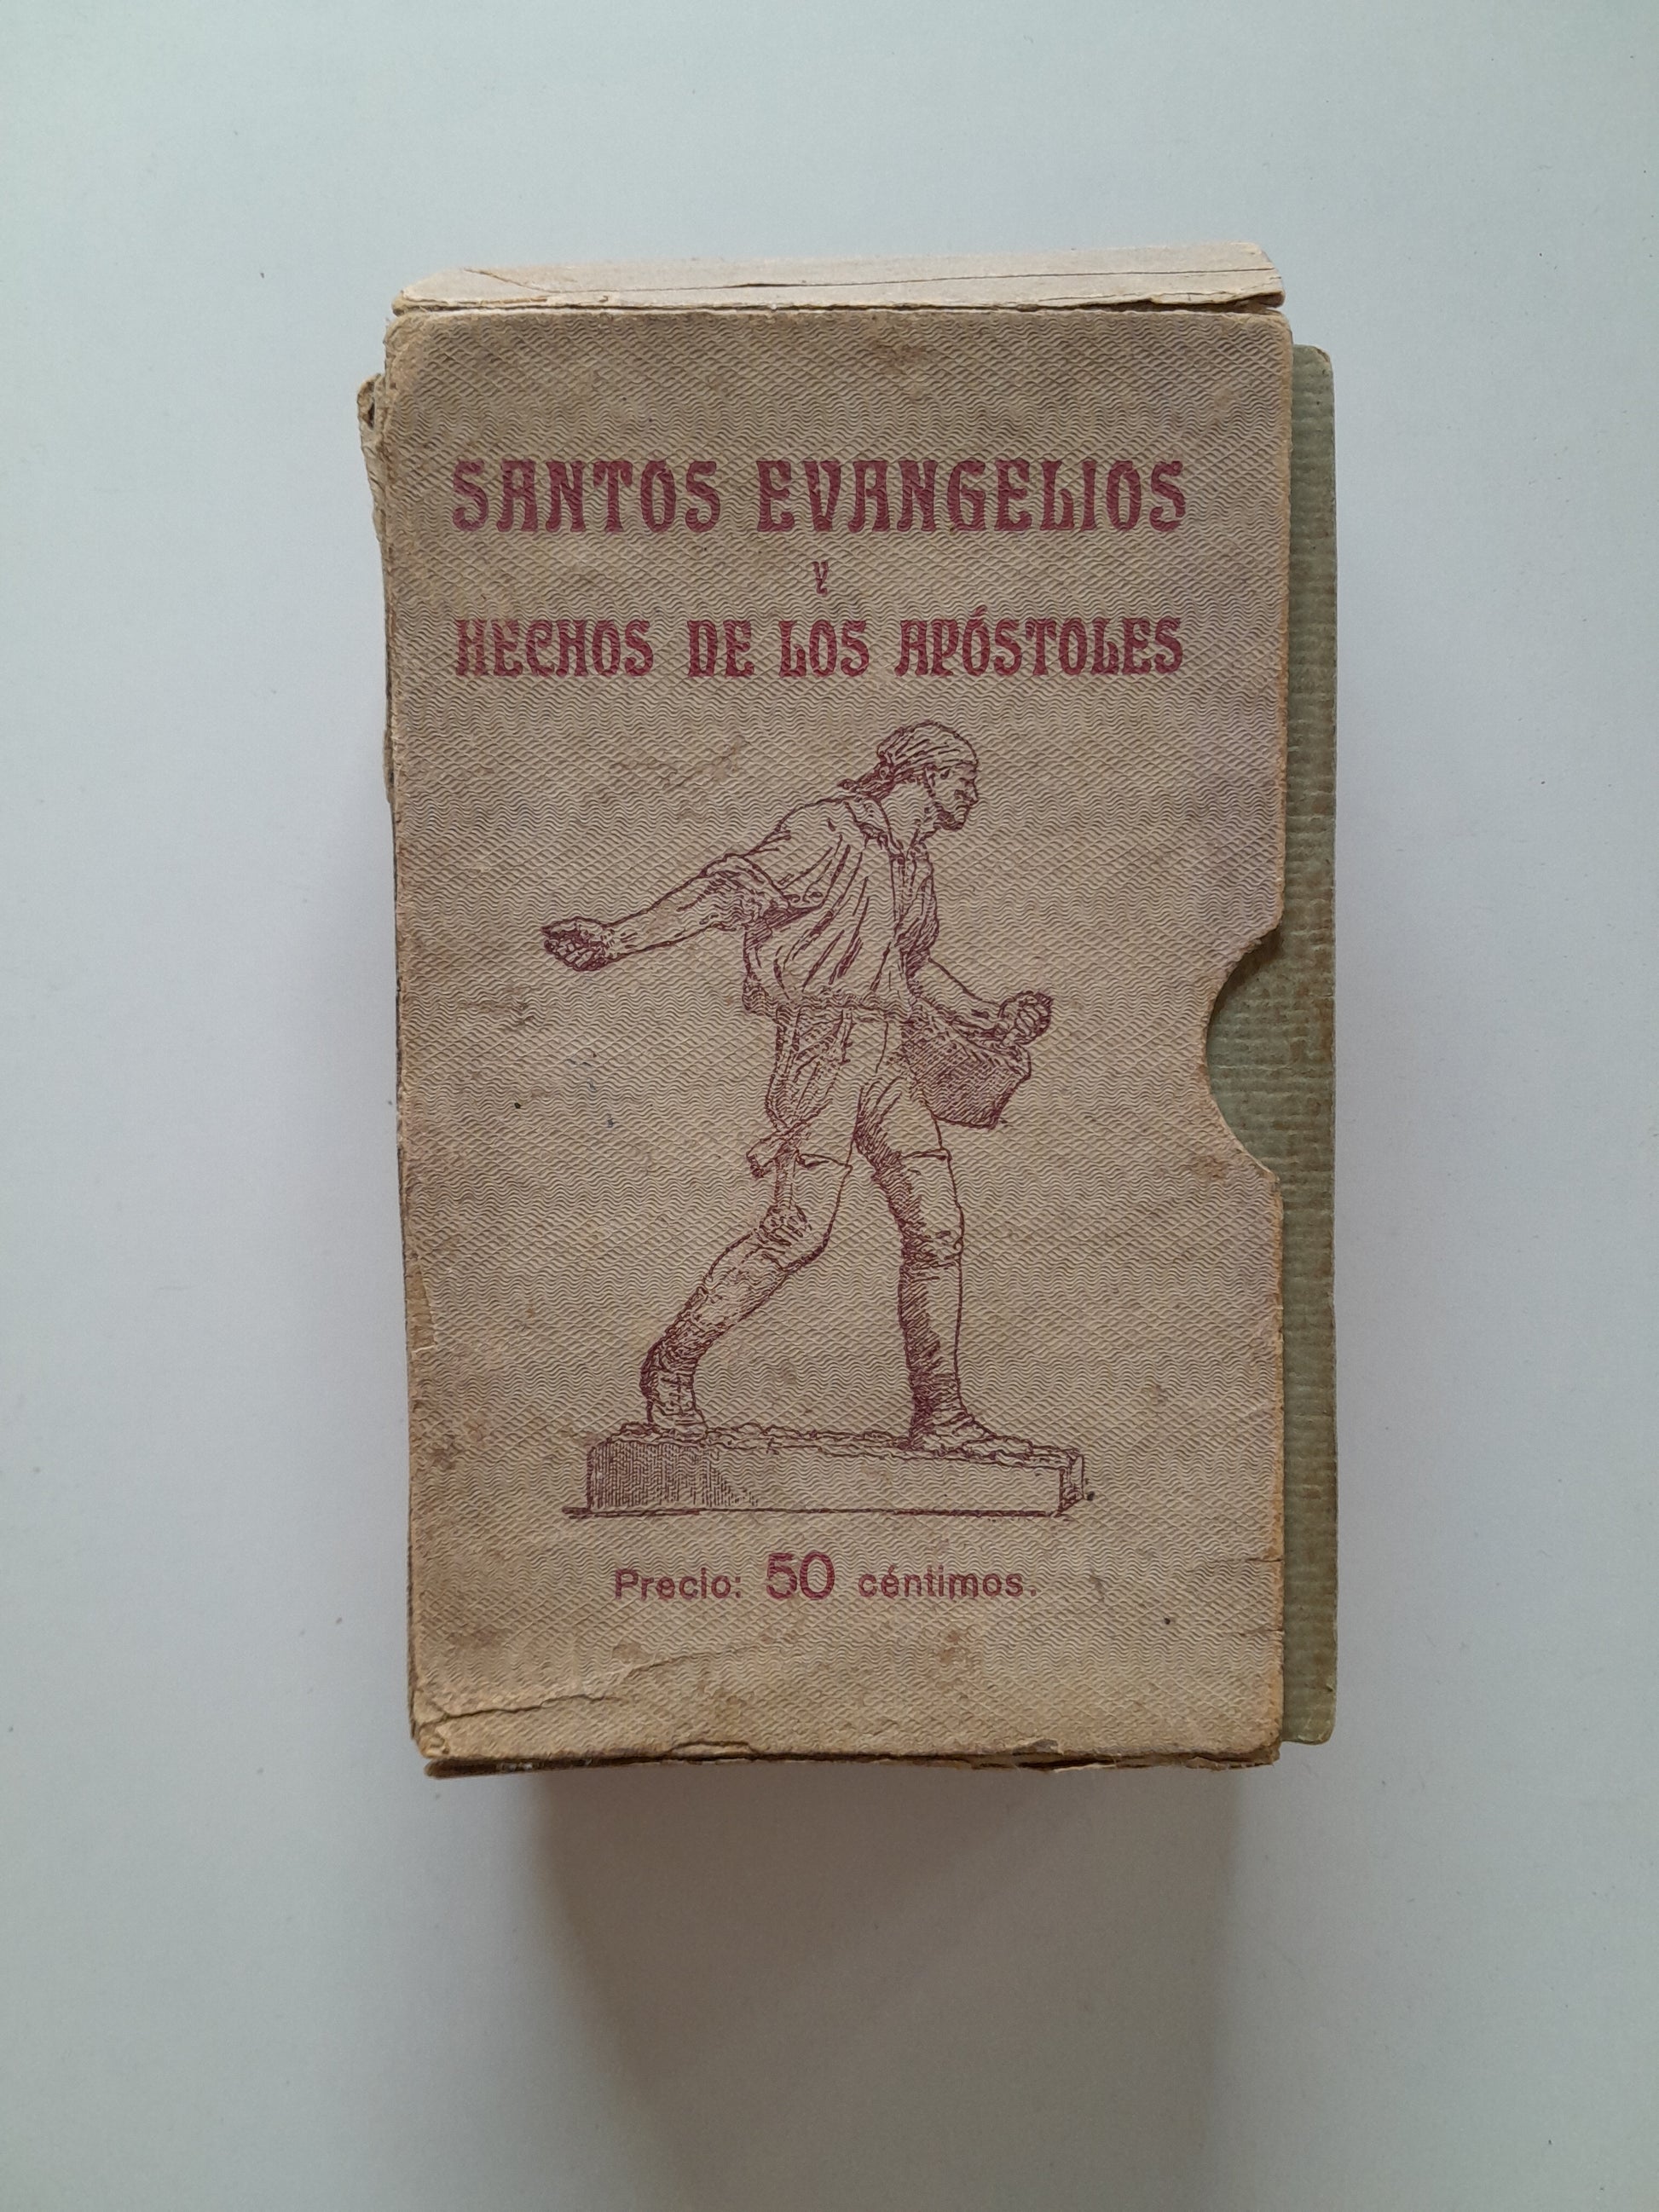 SANTOS EVANGELIOS
Y
HECHOS DE LOS APÓSTOLES
Precio: 50 céntimos.